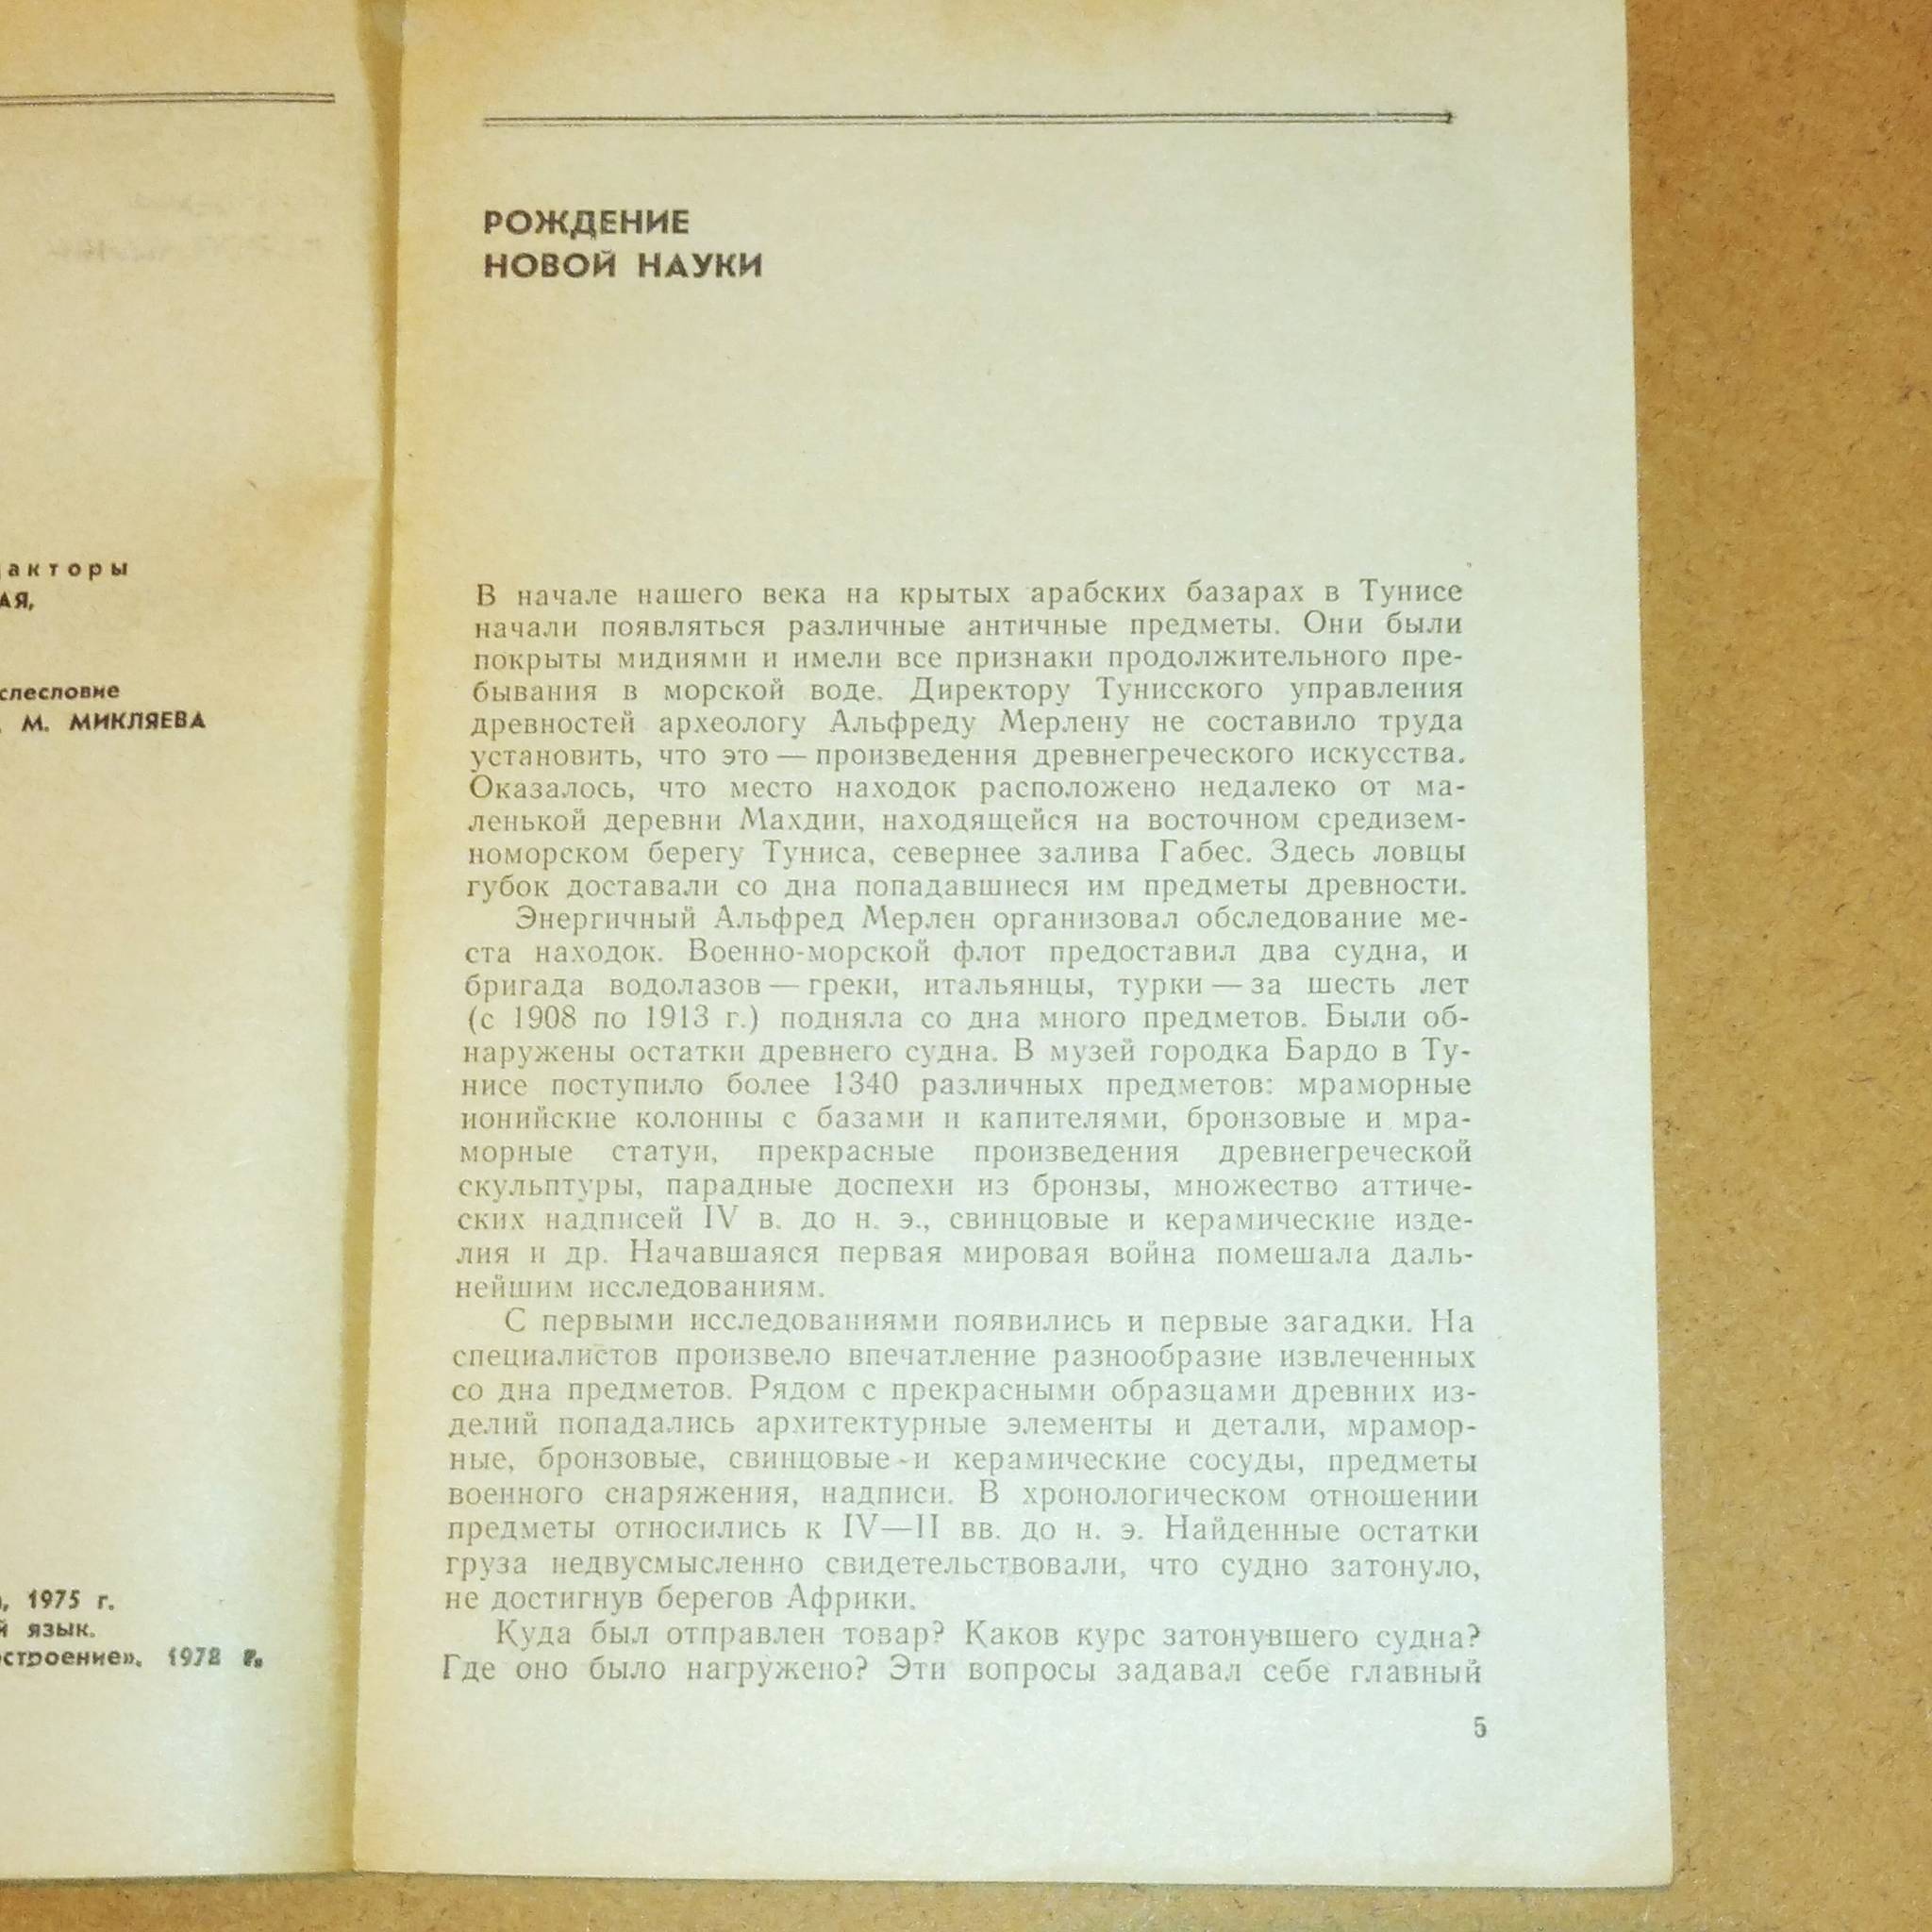 акторы
АЯ,
слесловие
М. МИКЛЯЕВА
, 1975 г.
й язык.
строение», 1978 г.
РОЖДЕНИЕ
НОВОЙ НАУКИ
В начале нашего века на крытых арабских базарах в Тунисе
начали появляться различные античные предметы. Они были
покрыты мидиями и имели все признаки продолжительного пре-
бывания в морской воде. Директору Тунисского управления
древностей археологу Альфреду Мерлену не составило труда
установить, что это — произведения древнегреческого искусства.
Оказалось, что место находок расположено недалеко от ма-
ленькой деревни Махдии, находящейся на восточном средизем-
номорском берегу Туниса, севернее залива Габес. Здесь ловцы
губок доставали со дна попадавшиеся им предметы древности.
Энергичный Альфред Мерлен организовал обследование ме-
ста находок. Военно-морской флот предоставил два судна, и
бригада водолазов — греки, итальянцы, турки — за шесть лет
(с 1908 по 1913 г.) подняла со дна много предметов. Были об-
наружены остатки древнего судна. В музей городка Бардо в Ту-
нисе поступило более 1340 различных предметов: мраморные
ионийские колонны с базами и капителями, бронзовые и мра-
морные статуи, прекрасные произведения древнегреческой
скульптуры, парадные доспехи из бронзы, множество аттиче-
ских надписей IV в. до н. э., свинцовые и керамические изде-
лия и др. Начавшаяся первая мировая война помешала даль-
нейшим исследованиям.
С первыми исследованиями появились и первые загадки. На
специалистов произвело впечатление разнообразие извлеченных
со дна предметов. Рядом с прекрасными образцами древних из-
делий попадались архитектурные элементы и детали, мрамор-
ные, бронзовые, свинцовые и керамические сосуды, предметы
военного снаряжения, надписи. В хронологическом отношении
предметы относились к IV—II вв. до н. э. Найденные остатки
груза недвусмысленно свидетельствовали, что судно затонуло,
не достигнув берегов Африки.
Куда был отправлен товар? Каков курс затонувшего судна?
Где оно было нагружено? Эти вопросы задавал себе главный
5